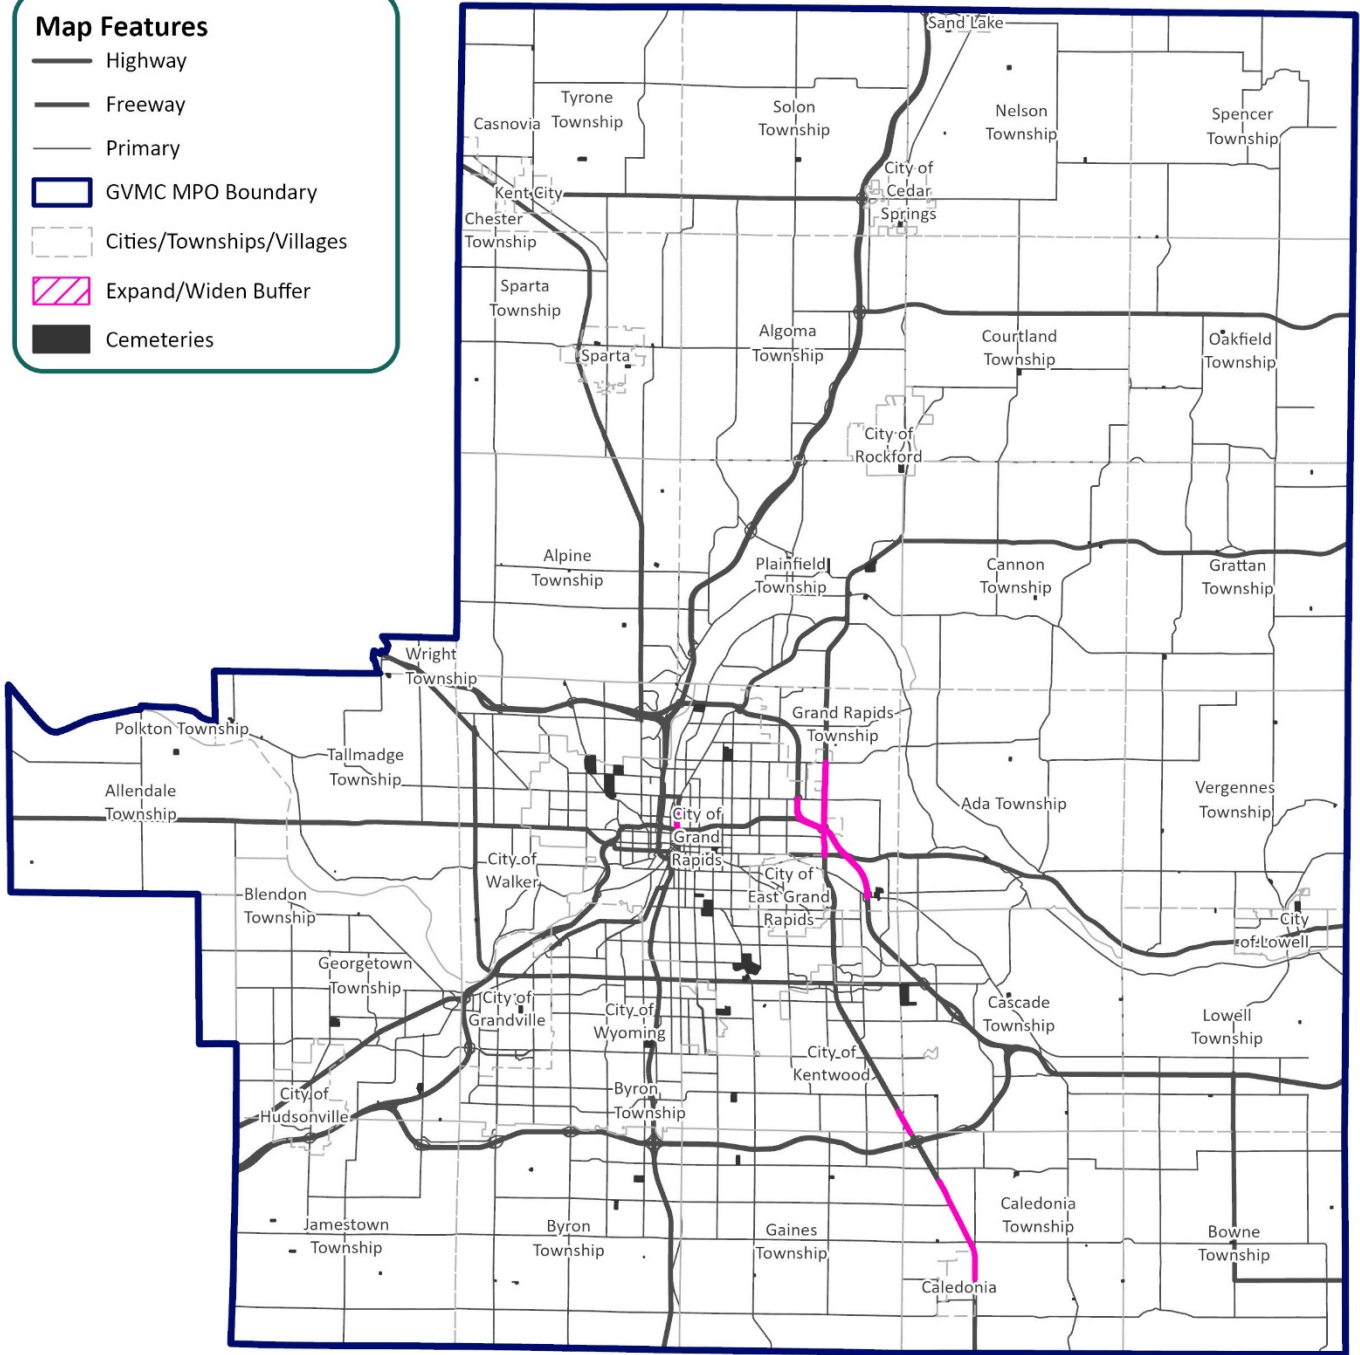 Map Features
Highway
Freeway
Primary
GVMC MPO Boundary
Cities/Townships/Villages
Expand/Widen Buffer
Cemeteries
Sand Lake
Tyrone
Township
Solon
Township
Nelson
Township
Spencer
Township
Casnovia
Kent City
City of
Cedar
Springs
Chester
Township
Sparta
Township
Algoma
Township
Courtland
Township
Oakfield
Township
Sparta
City of
Rockford
Alpine
Township
Plainfield
Township
Cannon
Township
Grattan
Township
Wright
Township
Polkton Township
Tallmadge
Township
Grand Rapids
Township
Allendale
Township
Ada Township
Vergennes
Township
City of
Grand
Rapids
City of
Walker
City of
East Grand
Rapids
Blendon
Township
City
of Lowell
Georgetown
Township
City of
Grandville
City of
Wyoming
Cascade
Township
Lowell
Township
City of
Kentwood
City of
Hudsonville
Byron
Township
Jamestown
Township
Byron
Township
Gaines
Township
Caledonia
Township
Bowne
Township
Caledonia